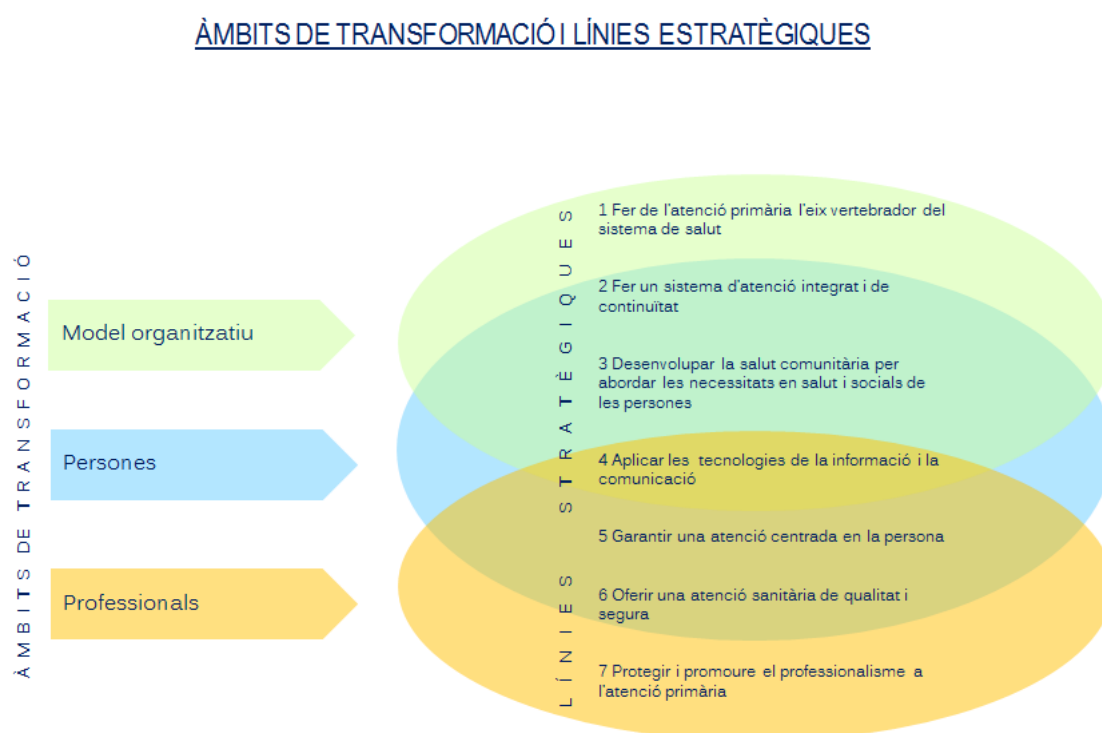 ÀMBITS DE TRANSFORMACIÓ I LÍNIES ESTRATÈGIQUES
ÀMBITS DE TRANSFORMACIÓ
Model organitzatiu
Persones
Professionals
LÍNIES STRATÈGIQUES
1 Fer de l’atenció primària l’eix vertebrador del
sistema de salut
2 Fer un sistema d’atenció integrat i de
continuïtat
3 Desenvolupar la salut comunitària per
abordar les necessitats en salut i socials de
les persones
4 Aplicar les tecnologies de la informació i la
comunicació
5 Garantir una atenció centrada en la persona
6 Oferir una atenció sanitària de qualitat i
segura
7 Protegir i promoure el professionalisme a
l’atenció primària